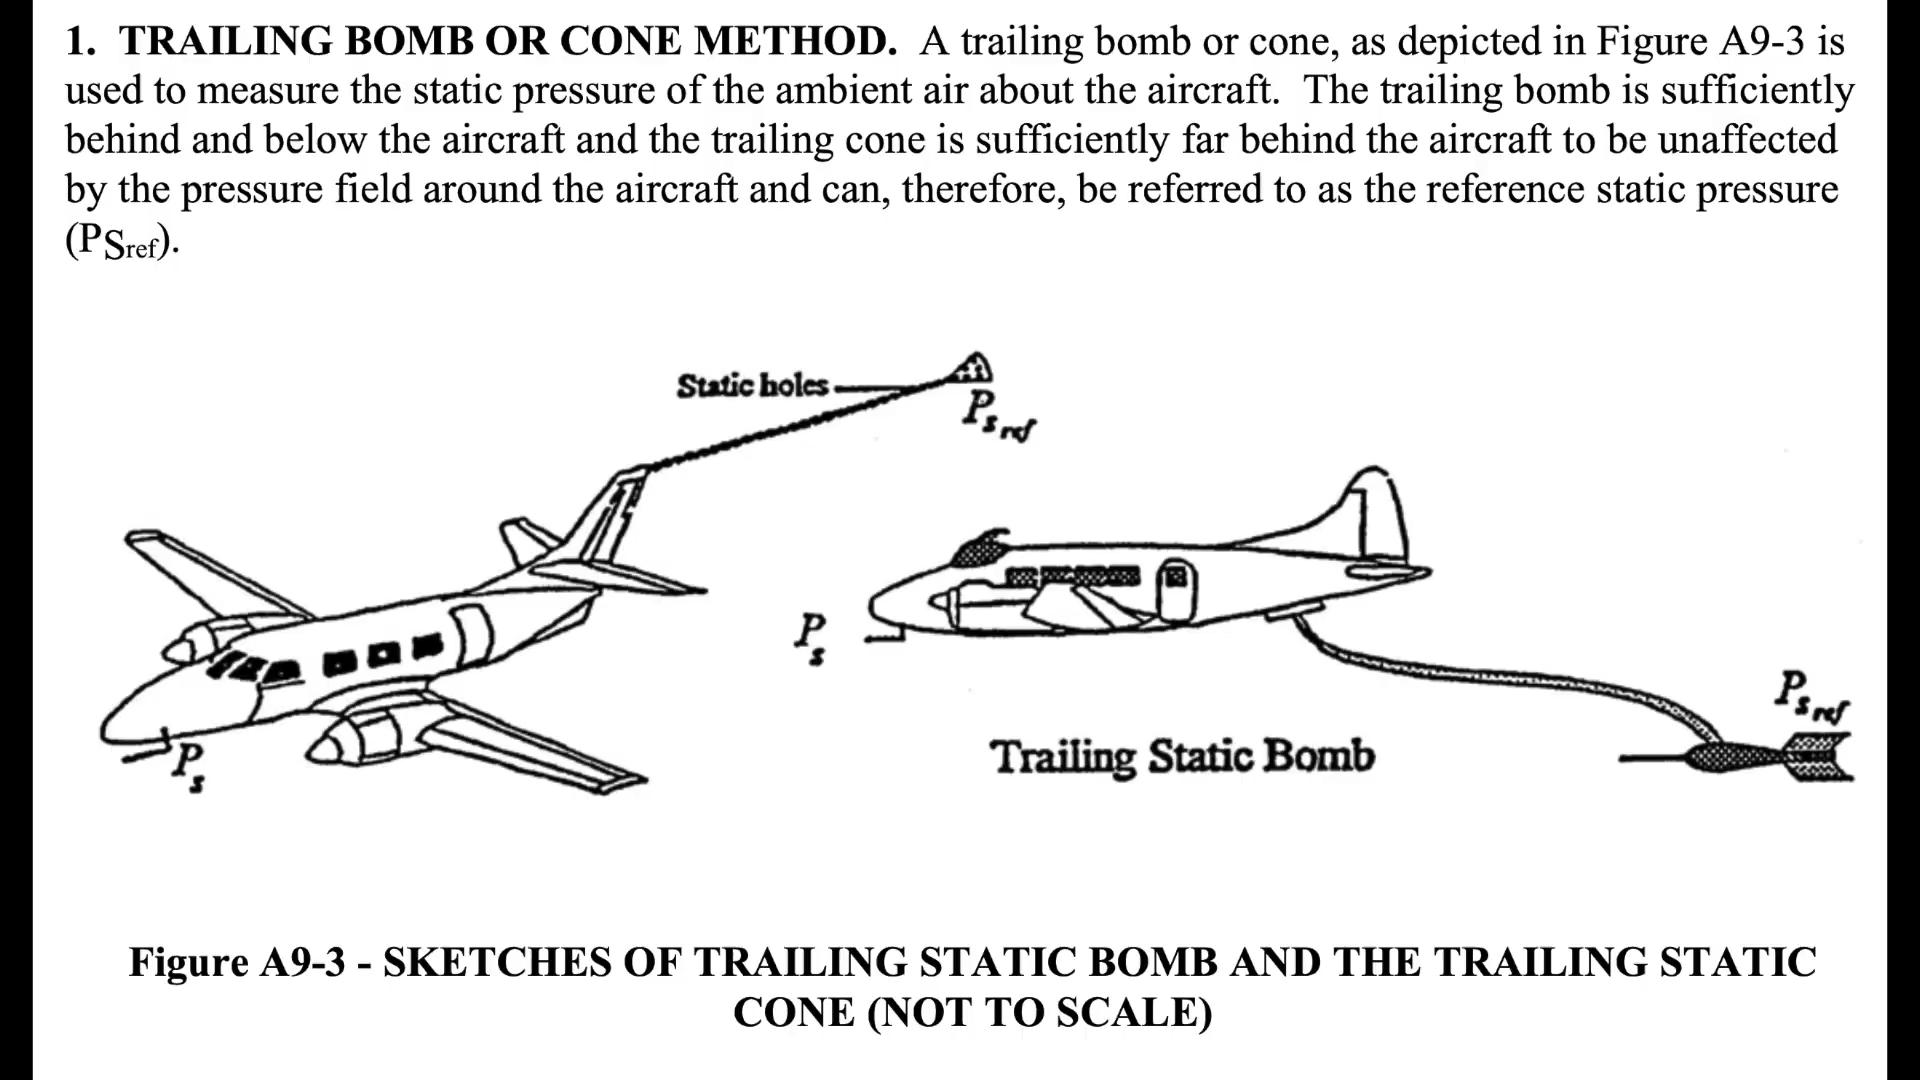 1. TRAILING BOMB OR CONE METHOD. A trailing bomb or cone, as depicted in Figure A9-3 is
used to measure the static pressure of the ambient air about the aircraft. The trailing bomb is sufficiently
behind and below the aircraft and the trailing cone is sufficiently far behind the aircraft to be unaffected
by the pressure field around the aircraft and can, therefore, be referred to as the reference static pressure
(PSref).
Static holes
Ps ref
Ps
Ps
Ps ref
Trailing Static Bomb
Figure A9-3 - SKETCHES OF TRAILING STATIC BOMB AND THE TRAILING STATIC
CONE (NOT TO SCALE)